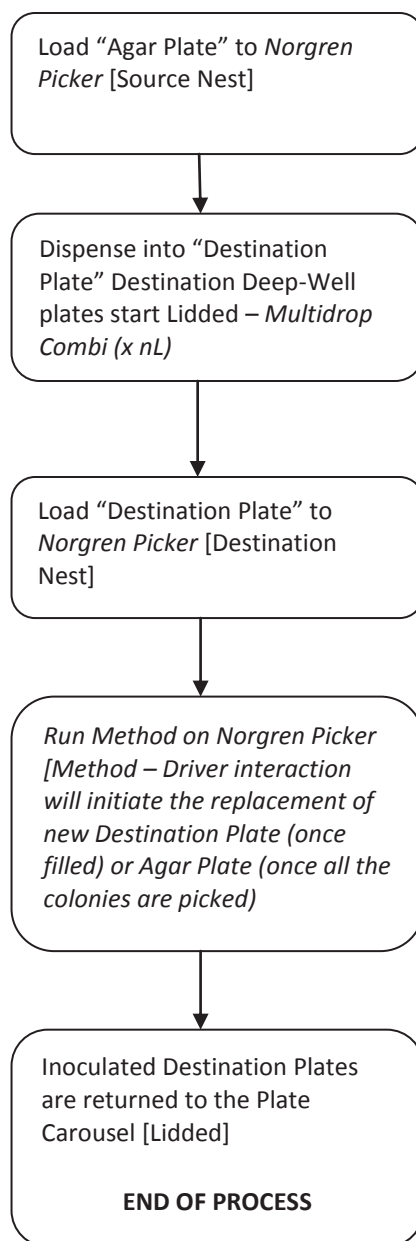 Load “Agar Plate” to Norgren
Picker [Source Nest]
Dispense into “Destination
Plate” Destination Deep-Well
plates start Lidded – Multidrop
Combi (x nL)
Load “Destination Plate” to
Norgren Picker [Destination
Nest]
Run Method on Norgren Picker
[Method – Driver interaction
will initiate the replacement of
new Destination Plate (once
filled) or Agar Plate (once all the
colonies are picked)
Inoculated Destination Plates
are returned to the Plate
Carousel [Lidded]
END OF PROCESS